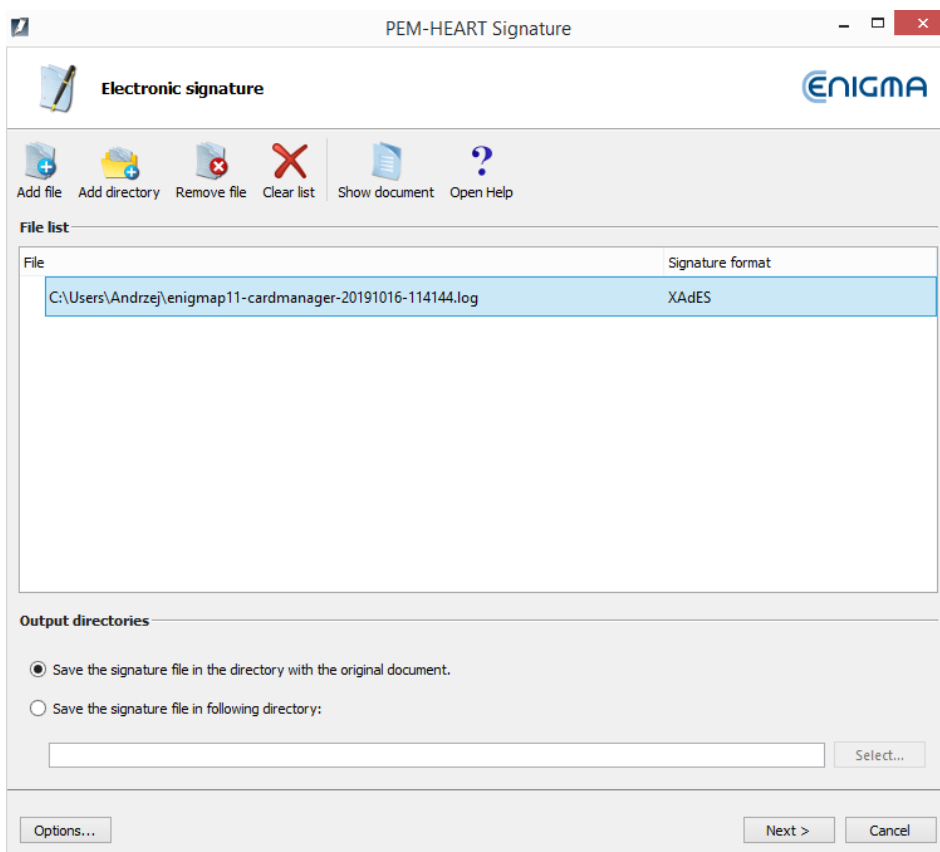 PEM-HEART Signature
Electronic signature
ENIGMA
Add file Add directory Remove file Clear list Show document Open Help
File list
File Signature format
C:\Users\Andrzej\enigmap11-cardmanager-20191016-114144.log XAdES
Output directories
Save the signature file in the directory with the original document.
Save the signature file in following directory:
Select...
Options... Next > Cancel